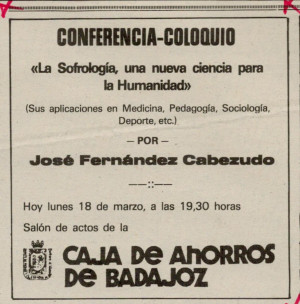 CONFERENCIA-COLOQUIO
«La Sofrología, una nueva ciencia para
la Humanidad»
(Sus aplicaciones en Medicina, Pedagogía, Sociología,
Deporte, etc.)
— POR —
José Fernández Cabezudo
——::——
Hoy lunes 18 de marzo, a las 19,30 horas
Salón de actos de la
CAJA DE AHORROS
DE BADAJOZ